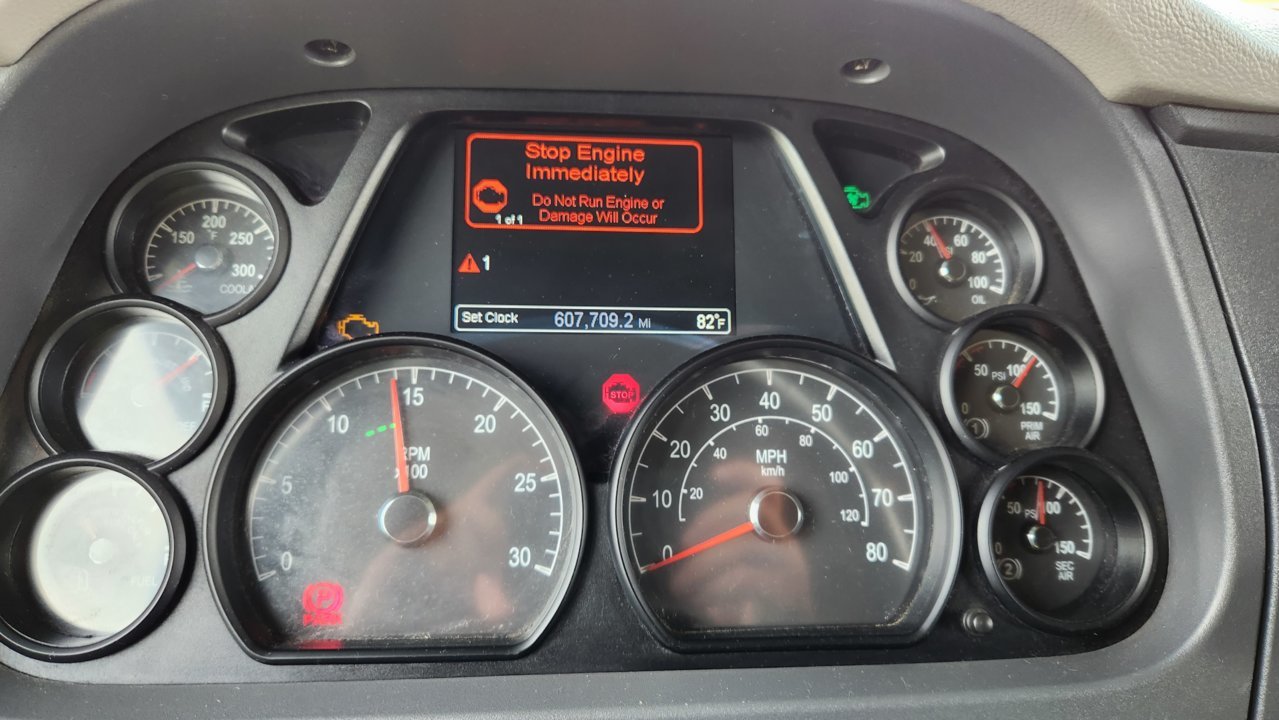 Stop Engine
Immediately
Do Not Run Engine or
Damage Will Occur
1 of 1
1
Set Clock 607,709.2 Mi 82°F
150 200 250 300
°F
COOL
FUEL
0 5 10 15 20 25 30
RPM
x100
P
STOP
0 10 20 30 40 50 60 70 80
MPH
km/h
20 40 60 80 100 120
0 20 40 60 80 100
OIL
0 50 100 150
PSI
1
PRIM
AIR
0 50 100 150
PSI
2
SEC
AIR